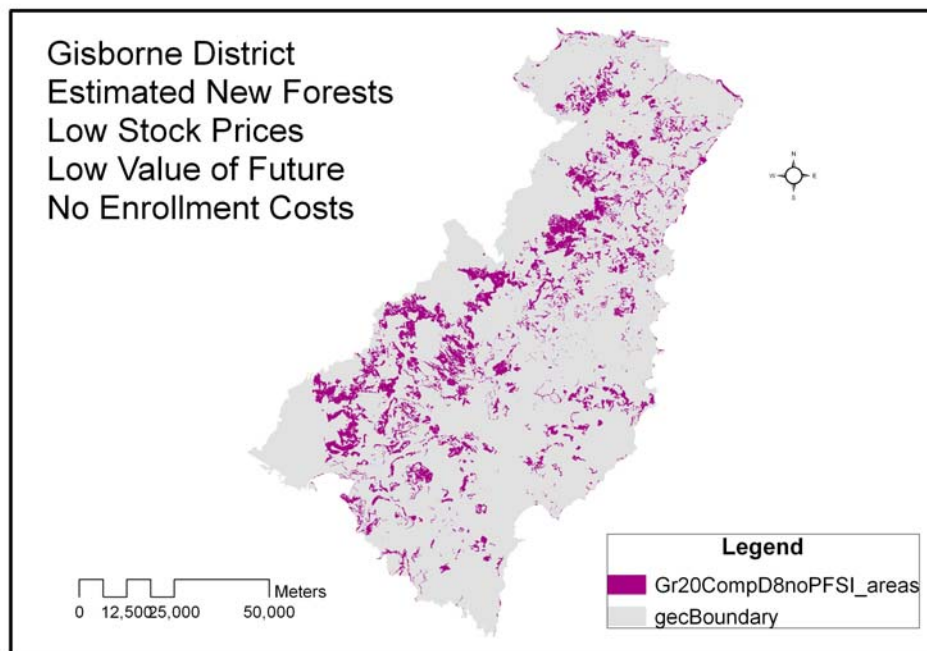 Gisborne District
Estimated New Forests
Low Stock Prices
Low Value of Future
No Enrollment Costs
N
W E
S
Legend
Gr20CompD8noPFSI_areas
gecBoundary
Meters
0 12,500 25,000 50,000